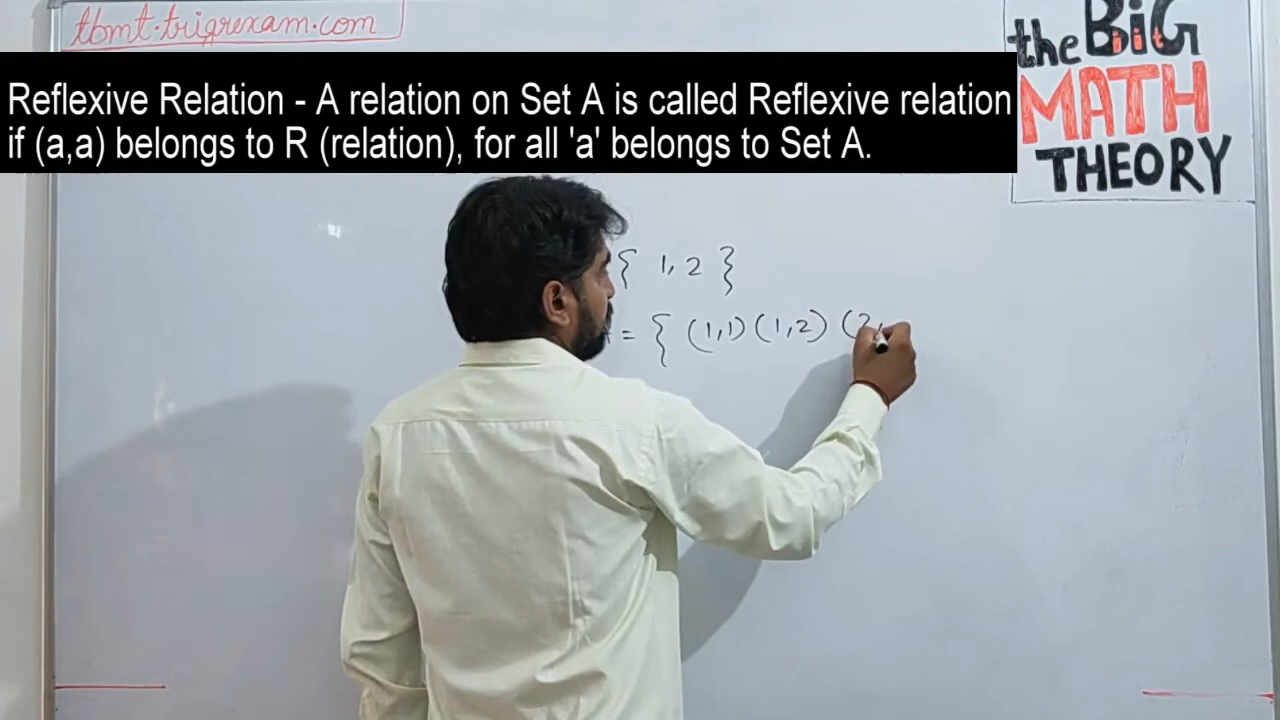 tbmt.trigrexam.com
the BiG
iit
MATH
THEORY
Reflexive Relation - A relation on Set A is called Reflexive relation
if (a,a) belongs to R (relation), for all 'a' belongs to Set A.
{ 1, 2 }
= { (1,1) (1,2) (2,